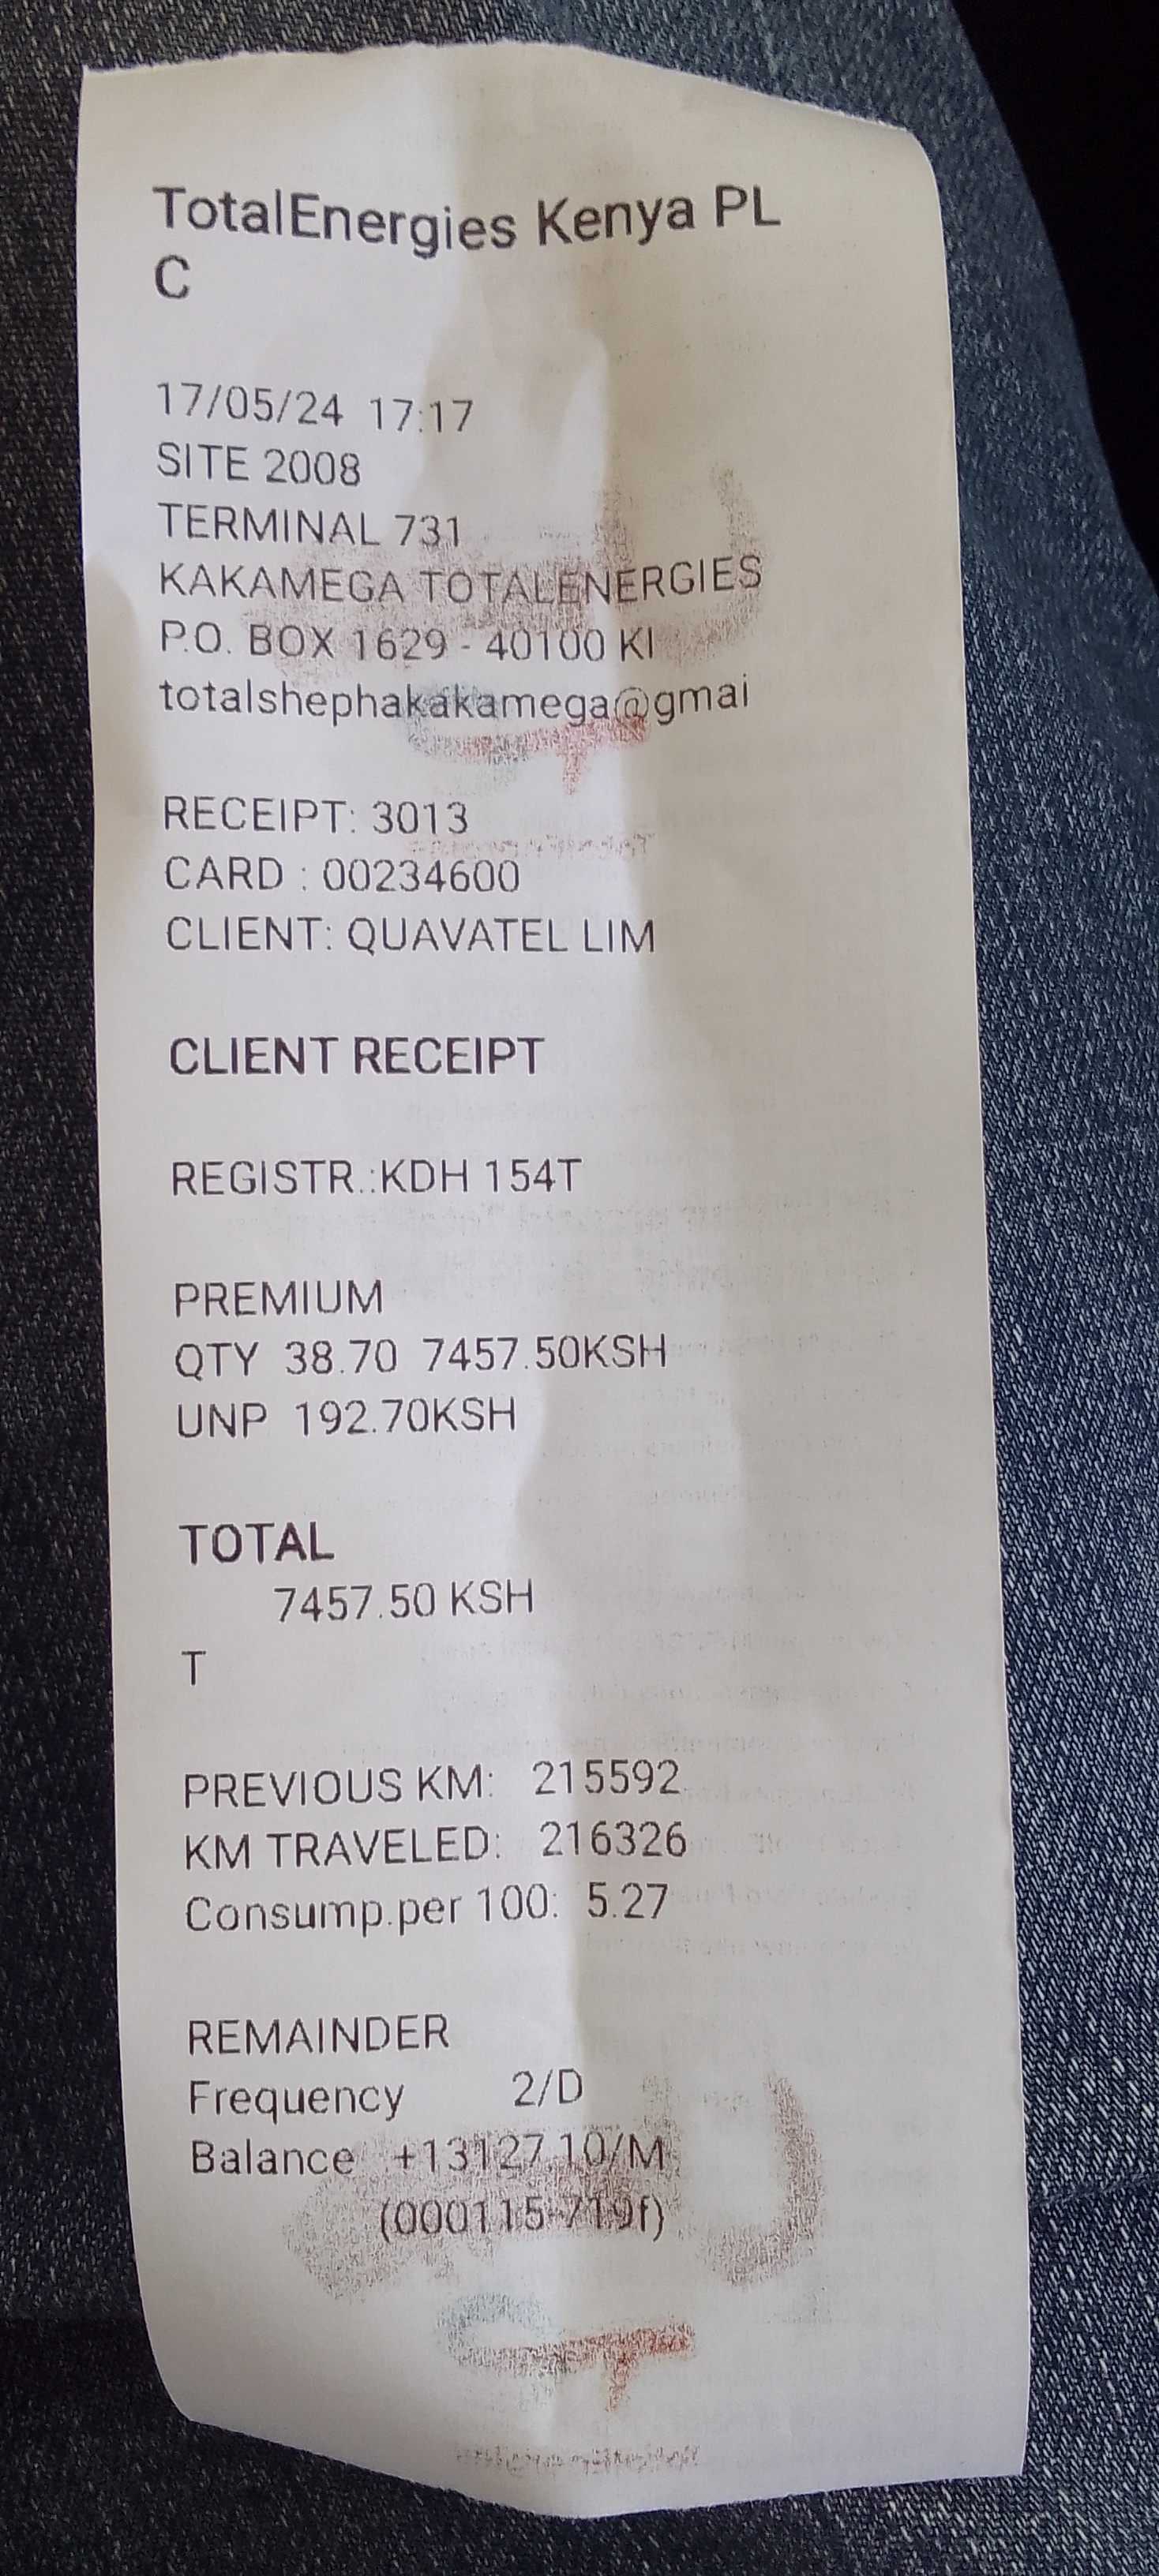 TotalEnergies Kenya PL
C
17/05/24 17:17
SITE 2008
TERMINAL 731
KAKAMEGA TOTALENERGIES
P.O. BOX 1629 - 40100 KI
totalshephakakamega@gmai
RECEIPT: 3013
CARD : 00234600
CLIENT: QUAVATEL LIM
CLIENT RECEIPT
REGISTR.:KDH 154T
PREMIUM
QTY 38.70 7457.50KSH
UNP 192.70KSH
TOTAL
7457.50 KSH
T
PREVIOUS KM: 215592
KM TRAVELED: 216326
Consump.per 100: 5.27
REMAINDER
Frequency 2/D
Balance +13127.10/M
(000115-719f)